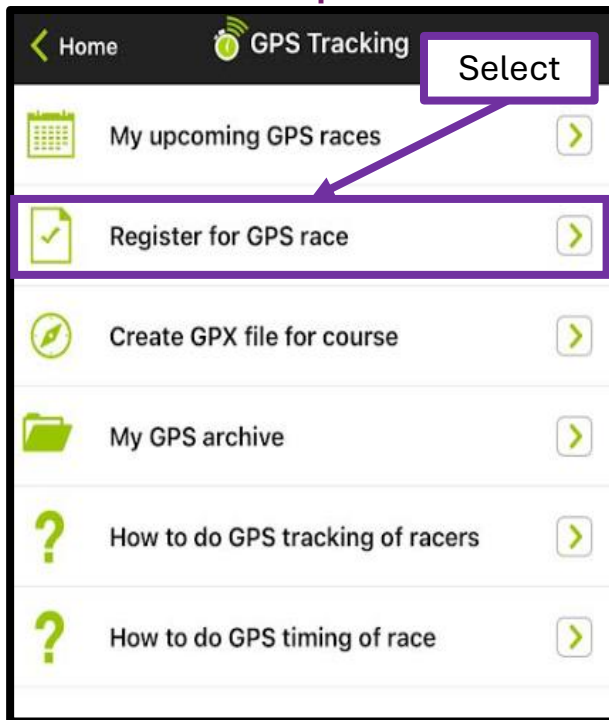 Home
GPS Tracking
Select
My upcoming GPS races
Register for GPS race
Create GPX file for course
My GPS archive
How to do GPS tracking of racers
How to do GPS timing of race